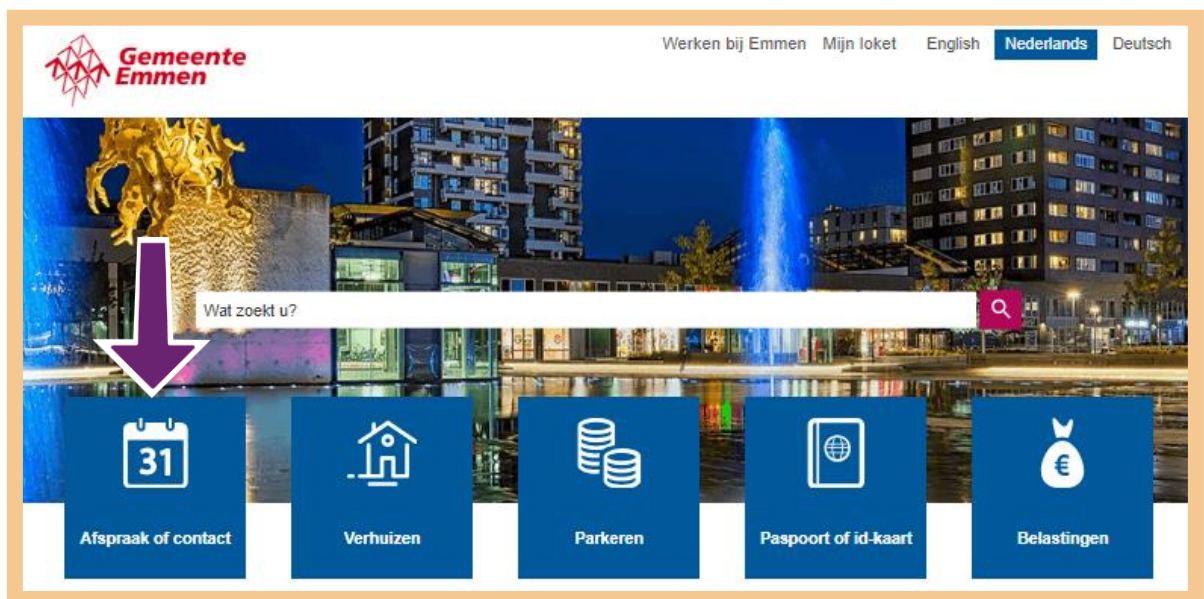 Gemeente
Emmen
Werken bij Emmen Mijn loket English Nederlands Deutsch
Wat zoekt u?
31
€
Afspraak of contact Verhuizen Parkeren Paspoort of id-kaart Belastingen